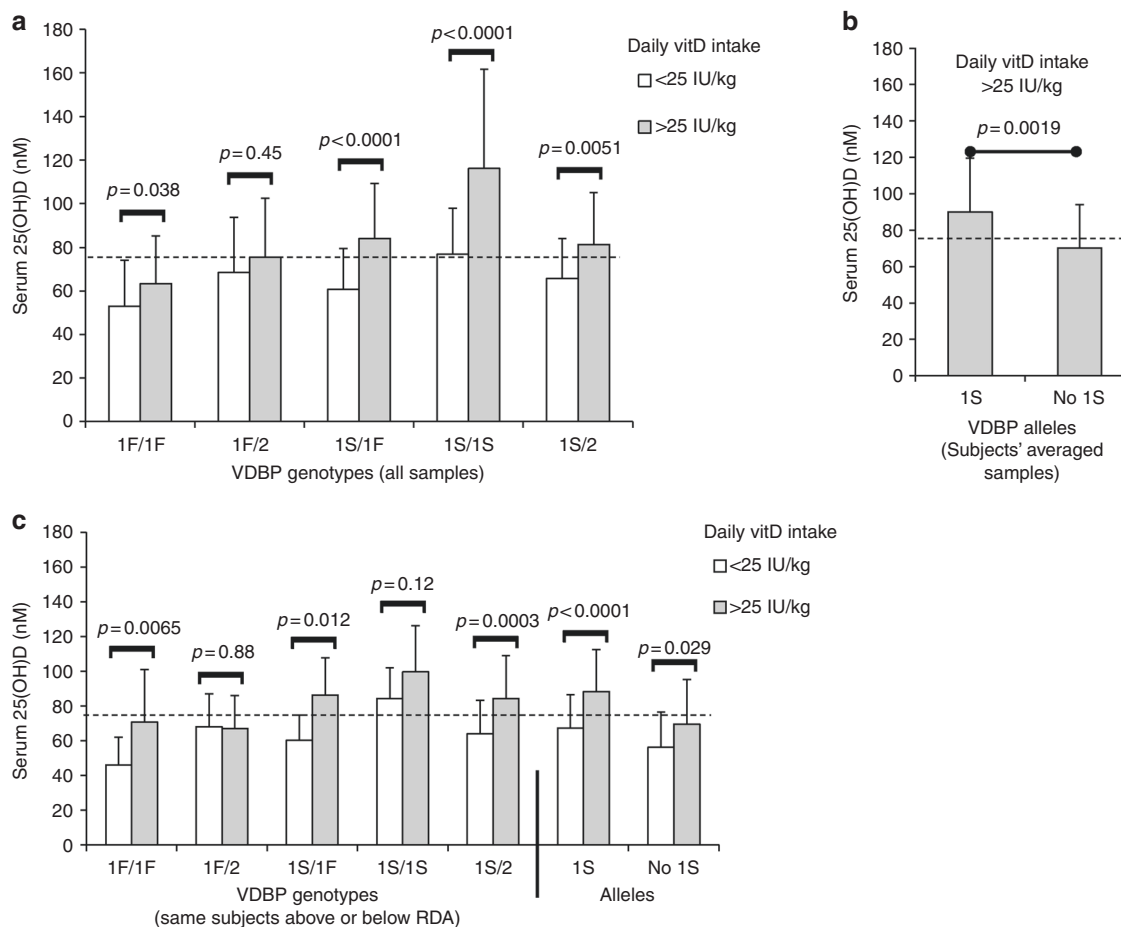 a
Serum 25(OH)D (nM)
180
160
140
120
100
80
60
40
20
0
p=0.038
p=0.45
p<0.0001
p<0.0001
p=0.0051
Daily vitD intake
<25 IU/kg
>25 IU/kg
1F/1F 1F/2 1S/1F 1S/1S 1S/2
VDBP genotypes (all samples)
b
Serum 25(OH)D (nM)
180
160
140
120
100
80
60
40
20
0
Daily vitD intake
>25 IU/kg
p=0.0019
1S No 1S
VDBP alleles
(Subjects' averaged
samples)
c
Serum 25(OH)D (nM)
180
160
140
120
100
80
60
40
20
0
p=0.0065
p=0.88
p=0.012
p=0.12
p=0.0003
p<0.0001
p=0.029
Daily vitD intake
<25 IU/kg
>25 IU/kg
1F/1F 1F/2 1S/1F 1S/1S 1S/2 1S No 1S
VDBP genotypes
(same subjects above or below RDA)
Alleles